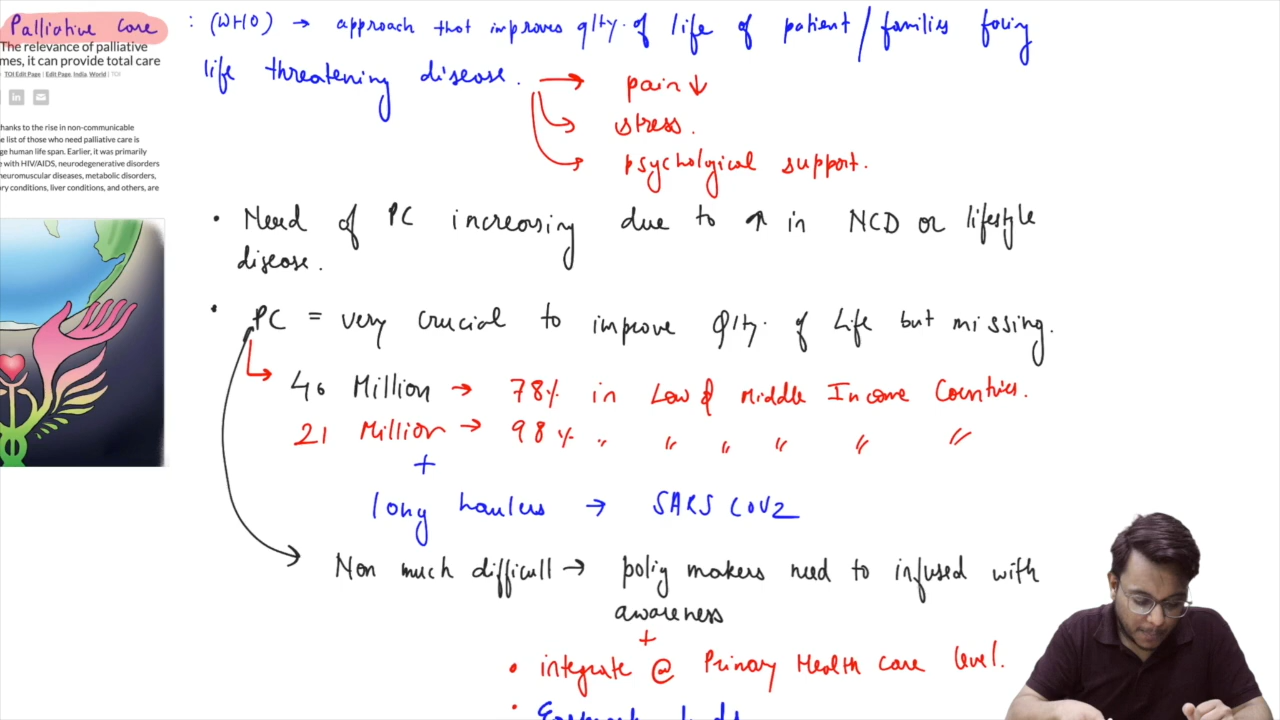 Palliative Care : (WHO) → approach that improves qlty. of life of patient / families facing
life threatening disease. → pain ↓
stress.
psychological support.
The relevance of palliative
mes, it can provide total care
TOI Edit Page | Edit Page, India, World | TOI
in
hanks to the rise in non-communicable
e list of those who need palliative care is
ge human life span. Earlier, it was primarily
e with HIV/AIDS, neurodegenerative disorders
neuromuscular diseases, metabolic disorders,
ry conditions, liver conditions, and others, are
• Need of PC increasing due to ↑ in NCD or lifestyle
disease.
• PC = very crucial to improve Qlty. of Life but missing.
40 Million → 78% in Low & Middle Income Countries.
21 Million → 98% " " " " " "
+
long haulers → SARS COV2
Non much difficult → policy makers need to infused with
awareness
+
• integrate @ Primary Health Care level.